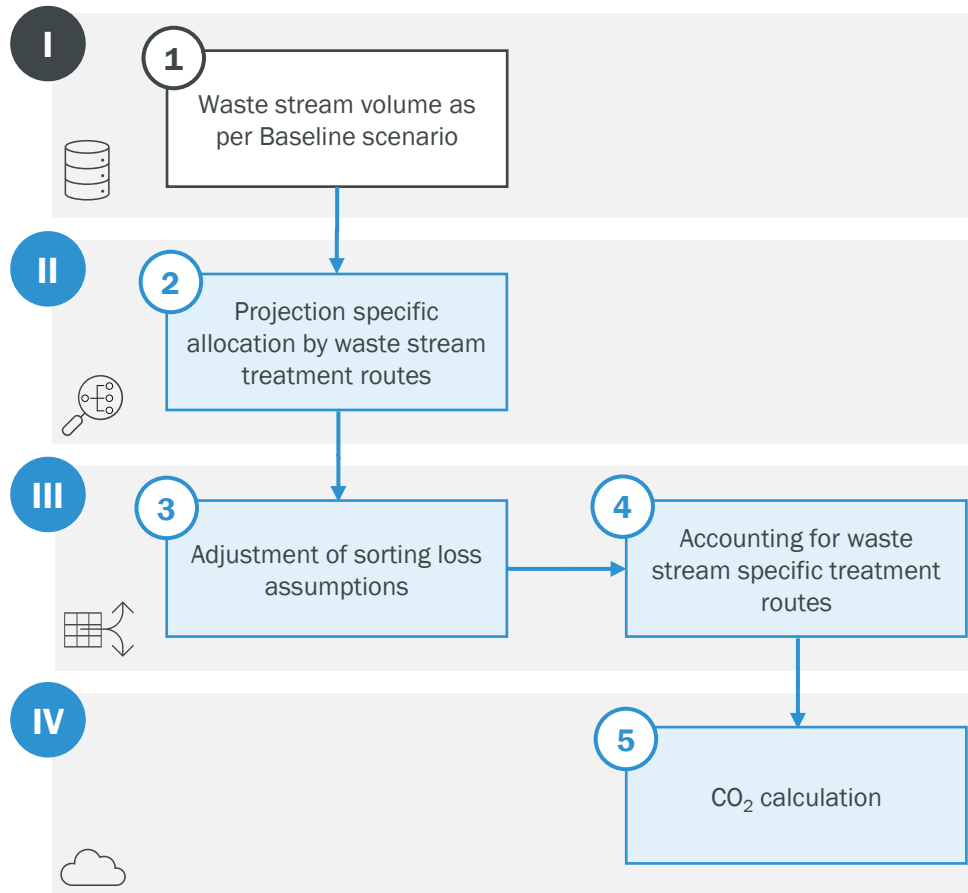 I
1
Waste stream volume as
per Baseline scenario
II
2
Projection specific
allocation by waste stream
treatment routes
III
3
Adjustment of sorting loss
assumptions
4
Accounting for waste
stream specific treatment
routes
IV
5
CO₂ calculation